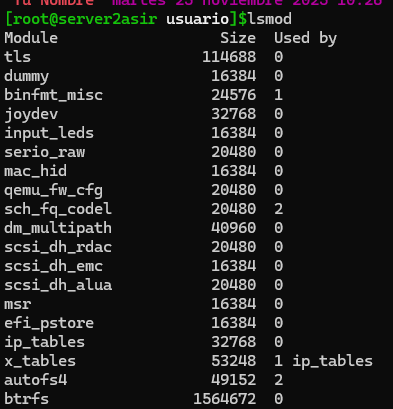 Tu Nombre martes 25 noviembre 2025 10:26
[root@server2asir usuario]$lsmod
Module                  Size  Used by
tls                   114688  0
dummy                  16384  0
binfmt_misc            24576  1
joydev                 32768  0
input_leds             16384  0
serio_raw              20480  0
mac_hid                16384  0
qemu_fw_cfg            20480  0
sch_fq_codel           20480  2
dm_multipath           40960  0
scsi_dh_rdac           20480  0
scsi_dh_emc            16384  0
scsi_dh_alua           20480  0
msr                    16384  0
efi_pstore             16384  0
ip_tables              32768  0
x_tables               53248  1 ip_tables
autofs4                49152  2
btrfs                1564672  0